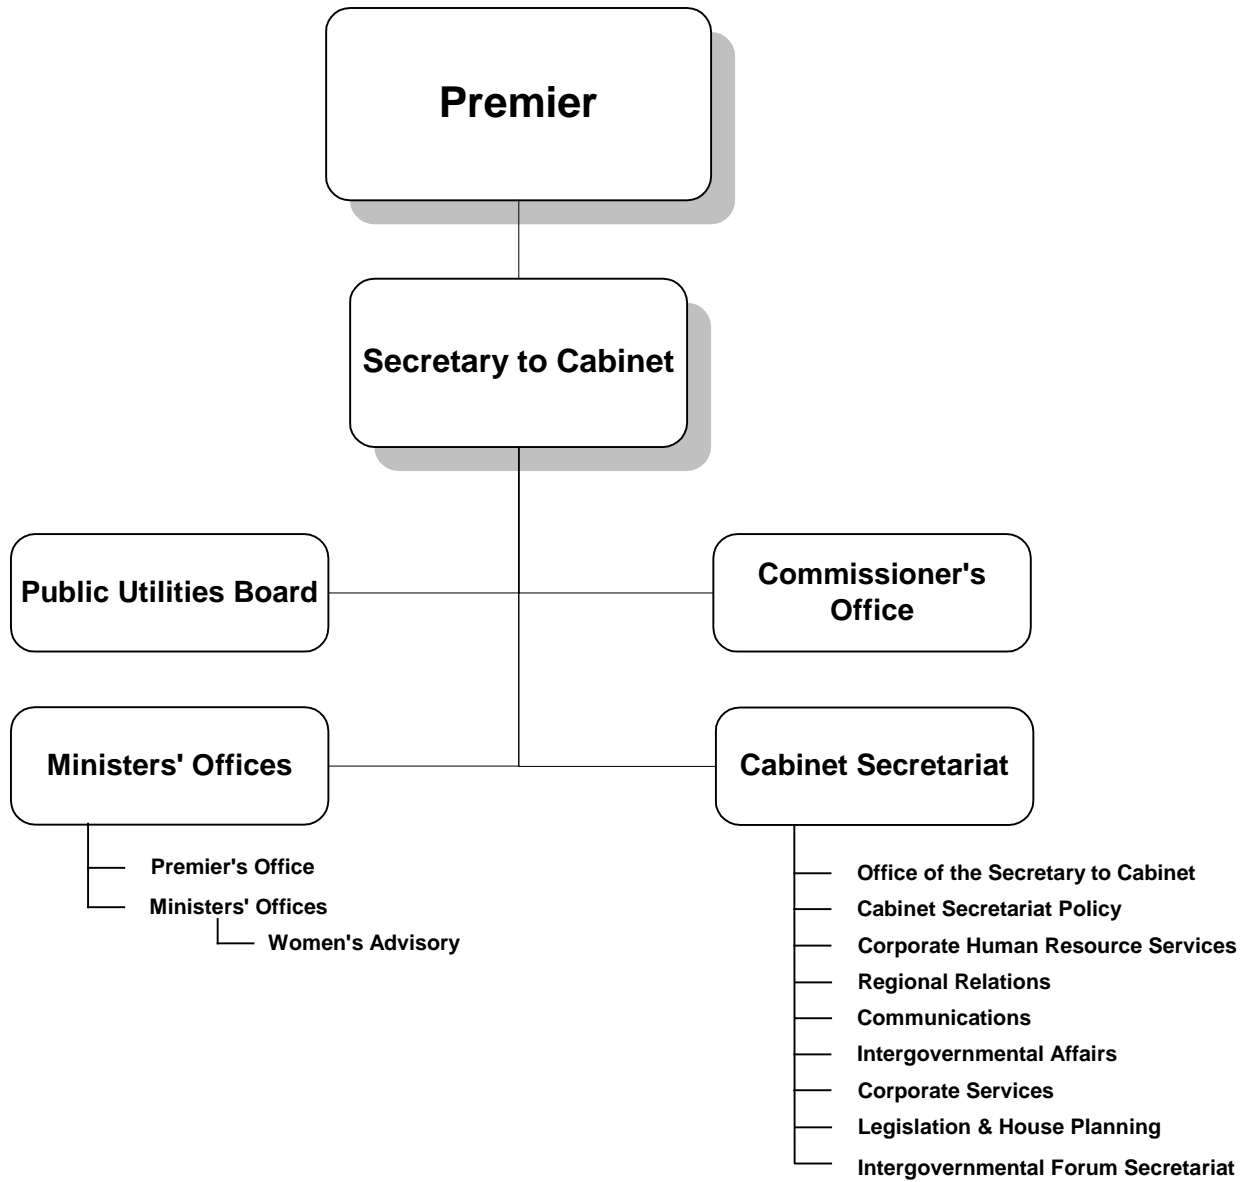 Premier
Secretary to Cabinet
Public Utilities Board
Commissioner's
Office
Ministers' Offices
Cabinet Secretariat
Premier's Office
Ministers' Offices
Women's Advisory
Office of the Secretary to Cabinet
Cabinet Secretariat Policy
Corporate Human Resource Services
Regional Relations
Communications
Intergovernmental Affairs
Corporate Services
Legislation & House Planning
Intergovernmental Forum Secretariat